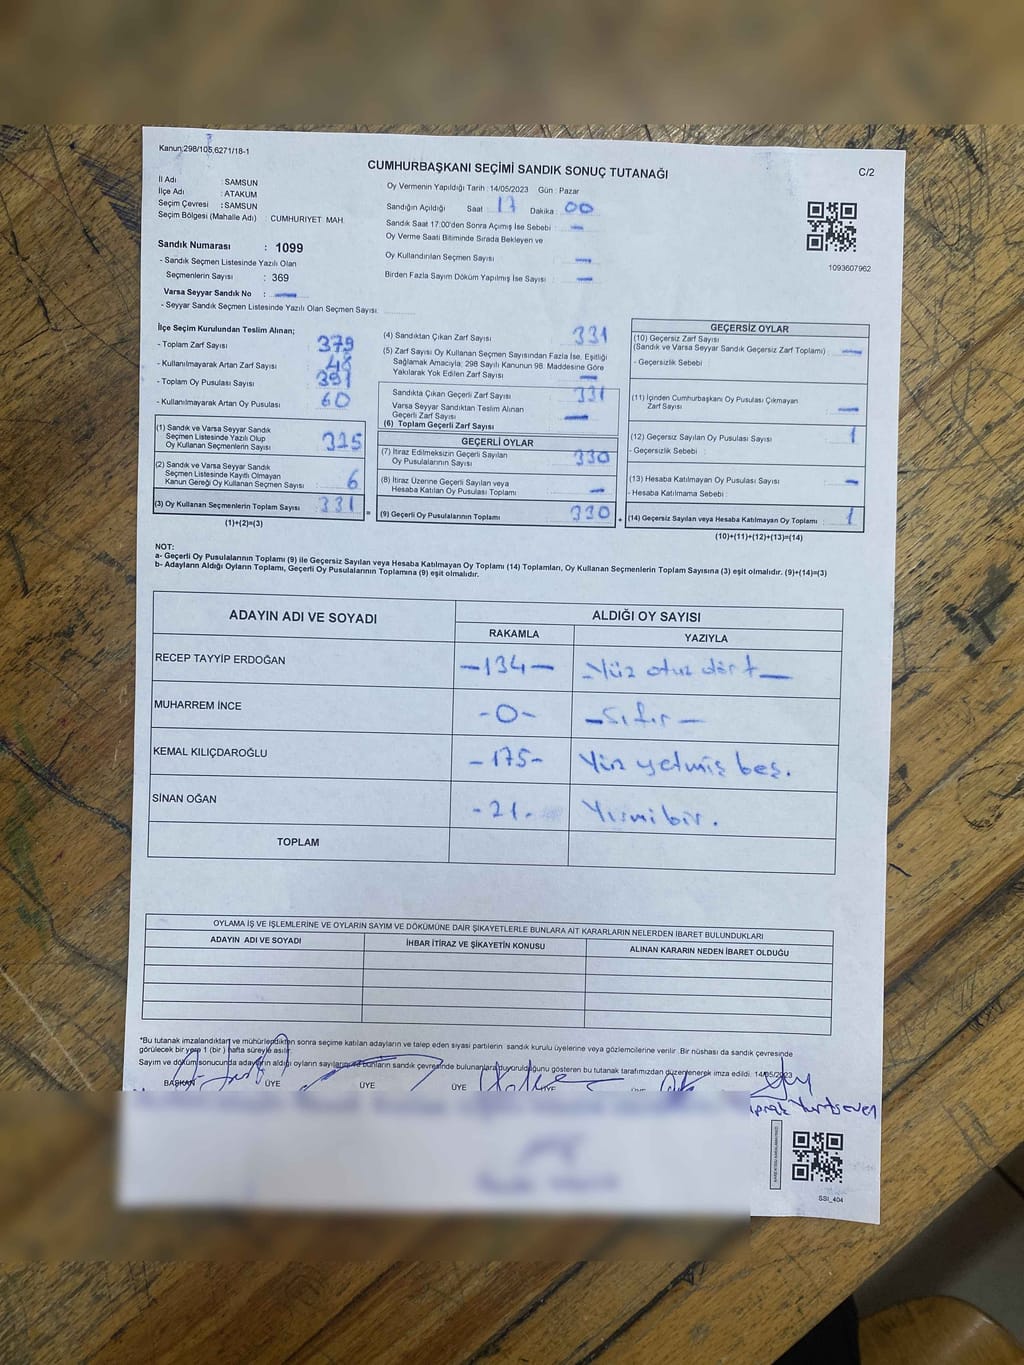 Kanun:298/105,6271/18-1
CUMHURBAŞKANI SEÇİMİ SANDIK SONUÇ TUTANAĞI
C/2
İl Adı : SAMSUN
İlçe Adı : ATAKUM
Seçim Çevresi : SAMSUN
Seçim Bölgesi (Mahalle Adı) : CUMHURİYET MAH.
Sandık Numarası : 1099
- Sandık Seçmen Listesinde Yazılı Olan
Seçmenlerin Sayısı : 369
Varsa Seyyar Sandık No :
- Seyyar Sandık Seçmen Listesinde Yazılı Olan Seçmen Sayısı.
Oy Vermenin Yapıldığı Tarih : 14/05/2023 Gün : Pazar
Sandığın Açıldığı Saat : 17 Dakika : 00
Sandık Saat 17.00'den Sonra Açımış İse Sebebi : —
Oy Verme Saati Bitiminde Sırada Bekleyen ve
Oy Kullandırılan Seçmen Sayısı : —
Birden Fazla Sayım Döküm Yapılmış İse Sayısı : —
1093607962
İlçe Seçim Kurulundan Teslim Alınan;
- Toplam Zarf Sayısı : 379
- Kullanılmayarak Artan Zarf Sayısı : 48
- Toplam Oy Pusulası Sayısı : 391
- Kullanılmayarak Artan Oy Pusulası : 60
(1) Sandık ve Varsa Seyyar Sandık
Seçmen Listesinde Yazılı Olup
Oy Kullanan Seçmenlerin Sayısı : 325
(2) Sandık ve Varsa Seyyar Sandık
Seçmen Listesinde Kayıtlı Olmayan
Kanun Gereği Oy Kullanan Seçmen Sayısı : 6
(3) Oy Kullanan Seçmenlerin Toplam Sayısı : 331 =
(1)+(2)=(3)
(4) Sandıktan Çıkan Zarf Sayısı : 331
(5) Zarf Sayısı Oy Kullanan Seçmen Sayısından Fazla İse, Eşitliği
Sağlamak Amacıyla; 298 Sayılı Kanunun 98. Maddesine Göre
Yakılarak Yok Edilen Zarf Sayısı : —
Sandıkta Çıkan Geçerli Zarf Sayısı : 331
Varsa Seyyar Sandıktan Teslim Alınan
Geçerli Zarf Sayısı : —
(6) Toplam Geçerli Zarf Sayısı
GEÇERLİ OYLAR
(7) İtiraz Edilmeksizin Geçerli Sayılan
Oy Pusulalarının Sayısı : 330
(8) İtiraz Üzerine Geçerli Sayılan veya
Hesaba Katılan Oy Pusulası Toplamı : —
(9) Geçerli Oy Pusulalarının Toplamı : 330 +
GEÇERSİZ OYLAR
(10) Geçersiz Zarf Sayısı
(Sandık ve Varsa Seyyar Sandık Geçersiz Zarf Toplamı) : —
- Geçersizlik Sebebi :
(11) İçinden Cumhurbaşkanı Oy Pusulası Çıkmayan
Zarf Sayısı : —
(12) Geçersiz Sayılan Oy Pusulası Sayısı : 1
- Geçersizlik Sebebi :
(13) Hesaba Katılmayan Oy Pusulası Sayısı : —
- Hesaba Katılmama Sebebi :
(14) Geçersiz Sayılan veya Hesaba Katılmayan Oy Toplamı : 1
(10)+(11)+(12)+(13)=(14)
NOT:
a- Geçerli Oy Pusulalarının Toplamı (9) ile Geçersiz Sayılan veya Hesaba Katılmayan Oy Toplamı (14) Toplamları, Oy Kullanan Seçmenlerin Toplam Sayısına (3) eşit olmalıdır. (9)+(14)=(3)
b- Adayların Aldığı Oyların Toplamı, Geçerli Oy Pusulalarının Toplamına (9) eşit olmalıdır.
ADAYIN ADI VE SOYADI ALDIĞI OY SAYISI
RAKAMLA YAZIYLA
RECEP TAYYİP ERDOĞAN -134- -Yüz otuz dört-
MUHARREM İNCE -0- -Sıfır-
KEMAL KILIÇDAROĞLU -175- Yüz yetmiş beş.
SİNAN OĞAN -21- Yirmibir.
TOPLAM
OYLAMA İŞ VE İŞLEMLERİNE VE OYLARIN SAYIM VE DÖKÜMÜNE DAİR ŞİKAYETLERLE BUNLARA AİT KARARLARIN NELERDEN İBARET BULUNDUKLARI
ADAYIN ADI VE SOYADI İHBAR İTİRAZ VE ŞİKAYETİN KONUSU ALINAN KARARIN NEDEN İBARET OLDUĞU
*Bu tutanak imzalandıktan ve mühürlendikten sonra seçime katılan adayların ve talep eden siyasi partilerin sandık kurulu üyelerine veya gözlemcilerine verilir .Bir nüshası da sandık çevresinde
görülecek bir yere 1 (bir ) hafta süreyle asılır.
Sayım ve döküm sonucunda adayların aldığı oyların sayılarını ve bunların sandık çevresinde bulunanlara duyurulduğunu gösteren bu tutanak tarafımızdan düzenlenerek imza edildi. 14/05/2023
BAŞKAN ÜYE ÜYE ÜYE ÜYE ÜYE
Yurtseven
SSI_404